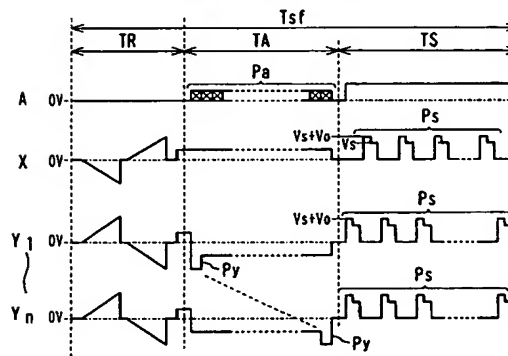 Tsf
TR TA TS
Pa
A 0V
Ps
Vs+Vo
Vs
X 0V
Ps
Vs+Vo
Y1 0V
Py
Ps
Yn 0V
Py